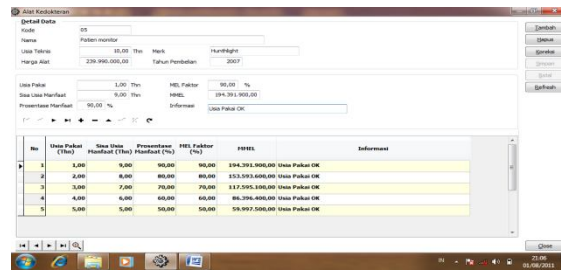 Alat Kedokteran
Detail Data
Kode 05
Nama Patien monitor
Usia Teknis 10,00 Thn Merk Hunthlight
Harga Alat 239.990.000,00 Tahun Pembelian 2007
Usia Pakai 1,00 Thn MEL Faktor 90,00 %
Sisa Usia Manfaat 9,00 Thn MMEL 194.391.900,00
Prosentase Manfaat 90,00 % Informasi Usia Pakai OK
Tambah
Hapus
Koreksi
Simpan
Batal
Refresh
No Usia Pakai (Thn) Sisa Usia Manfaat (Thn) Prosentase Manfaat (%) MEL Faktor (%) MMEL Informasi
1 1,00 9,00 90,00 90,00 194.391.900,00 Usia Pakai OK
2 2,00 8,00 80,00 80,00 153.593.600,00 Usia Pakai OK
3 3,00 7,00 70,00 70,00 117.595.100,00 Usia Pakai OK
4 4,00 6,00 60,00 60,00 86.396.400,00 Usia Pakai OK
5 5,00 5,00 50,00 50,00 59.997.500,00 Usia Pakai OK
Close
IN 21:06
01/08/2011